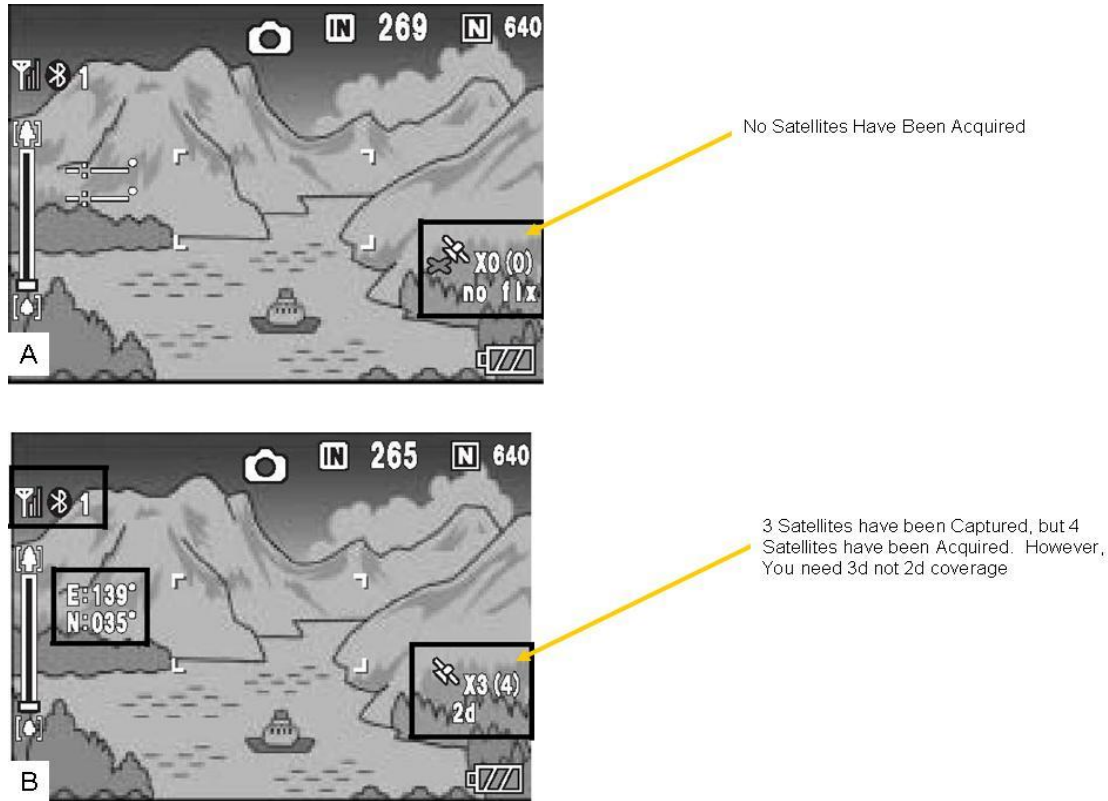 IN 269 N 640
1
No Satellites Have Been Acquired
X0 (0)
no fix
A
IN 265 N 640
1
3 Satellites have been Captured, but 4
Satellites have been Acquired. However,
You need 3d not 2d coverage
E:139°
N:035°
X3 (4)
2d
B